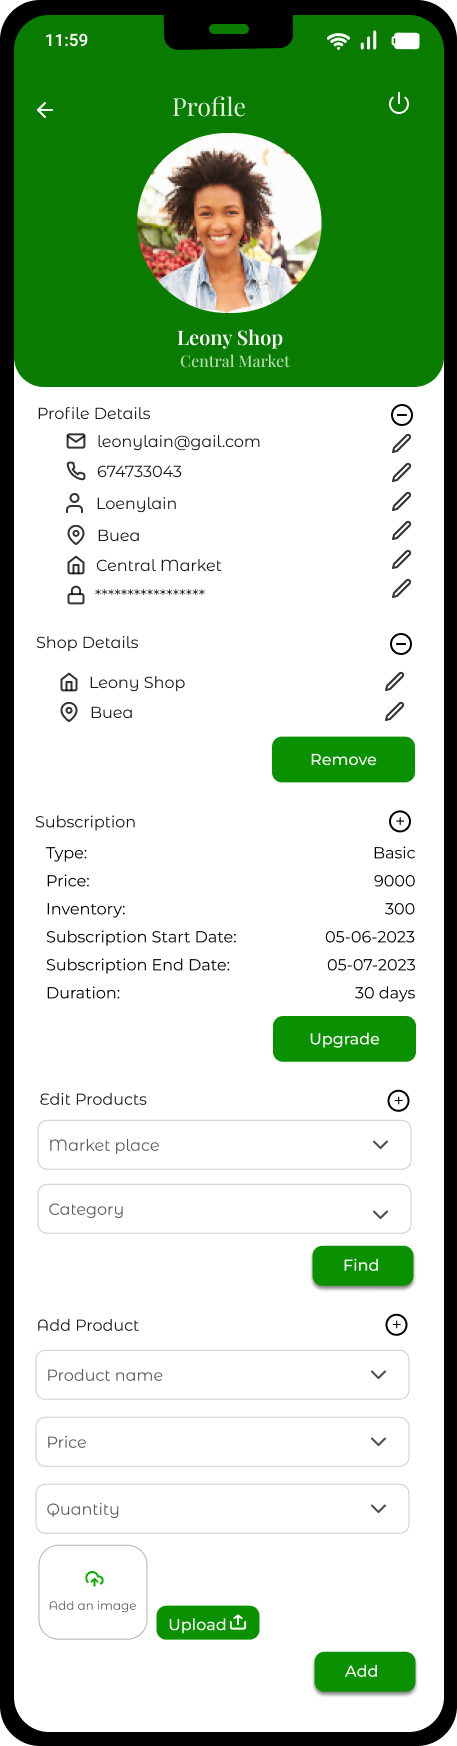 11:59
Profile
Leony Shop
Central Market
Profile Details
leonylain@gail.com
674733043
Loenylain
Buea
Central Market
*****************
Shop Details
Leony Shop
Buea
Remove
Subscription
Type: Basic
Price: 9000
Inventory: 300
Subscription Start Date: 05-06-2023
Subscription End Date: 05-07-2023
Duration: 30 days
Upgrade
Edit Products
Market place
Category
Find
Add Product
Product name
Price
Quantity
Add an image
Upload
Add